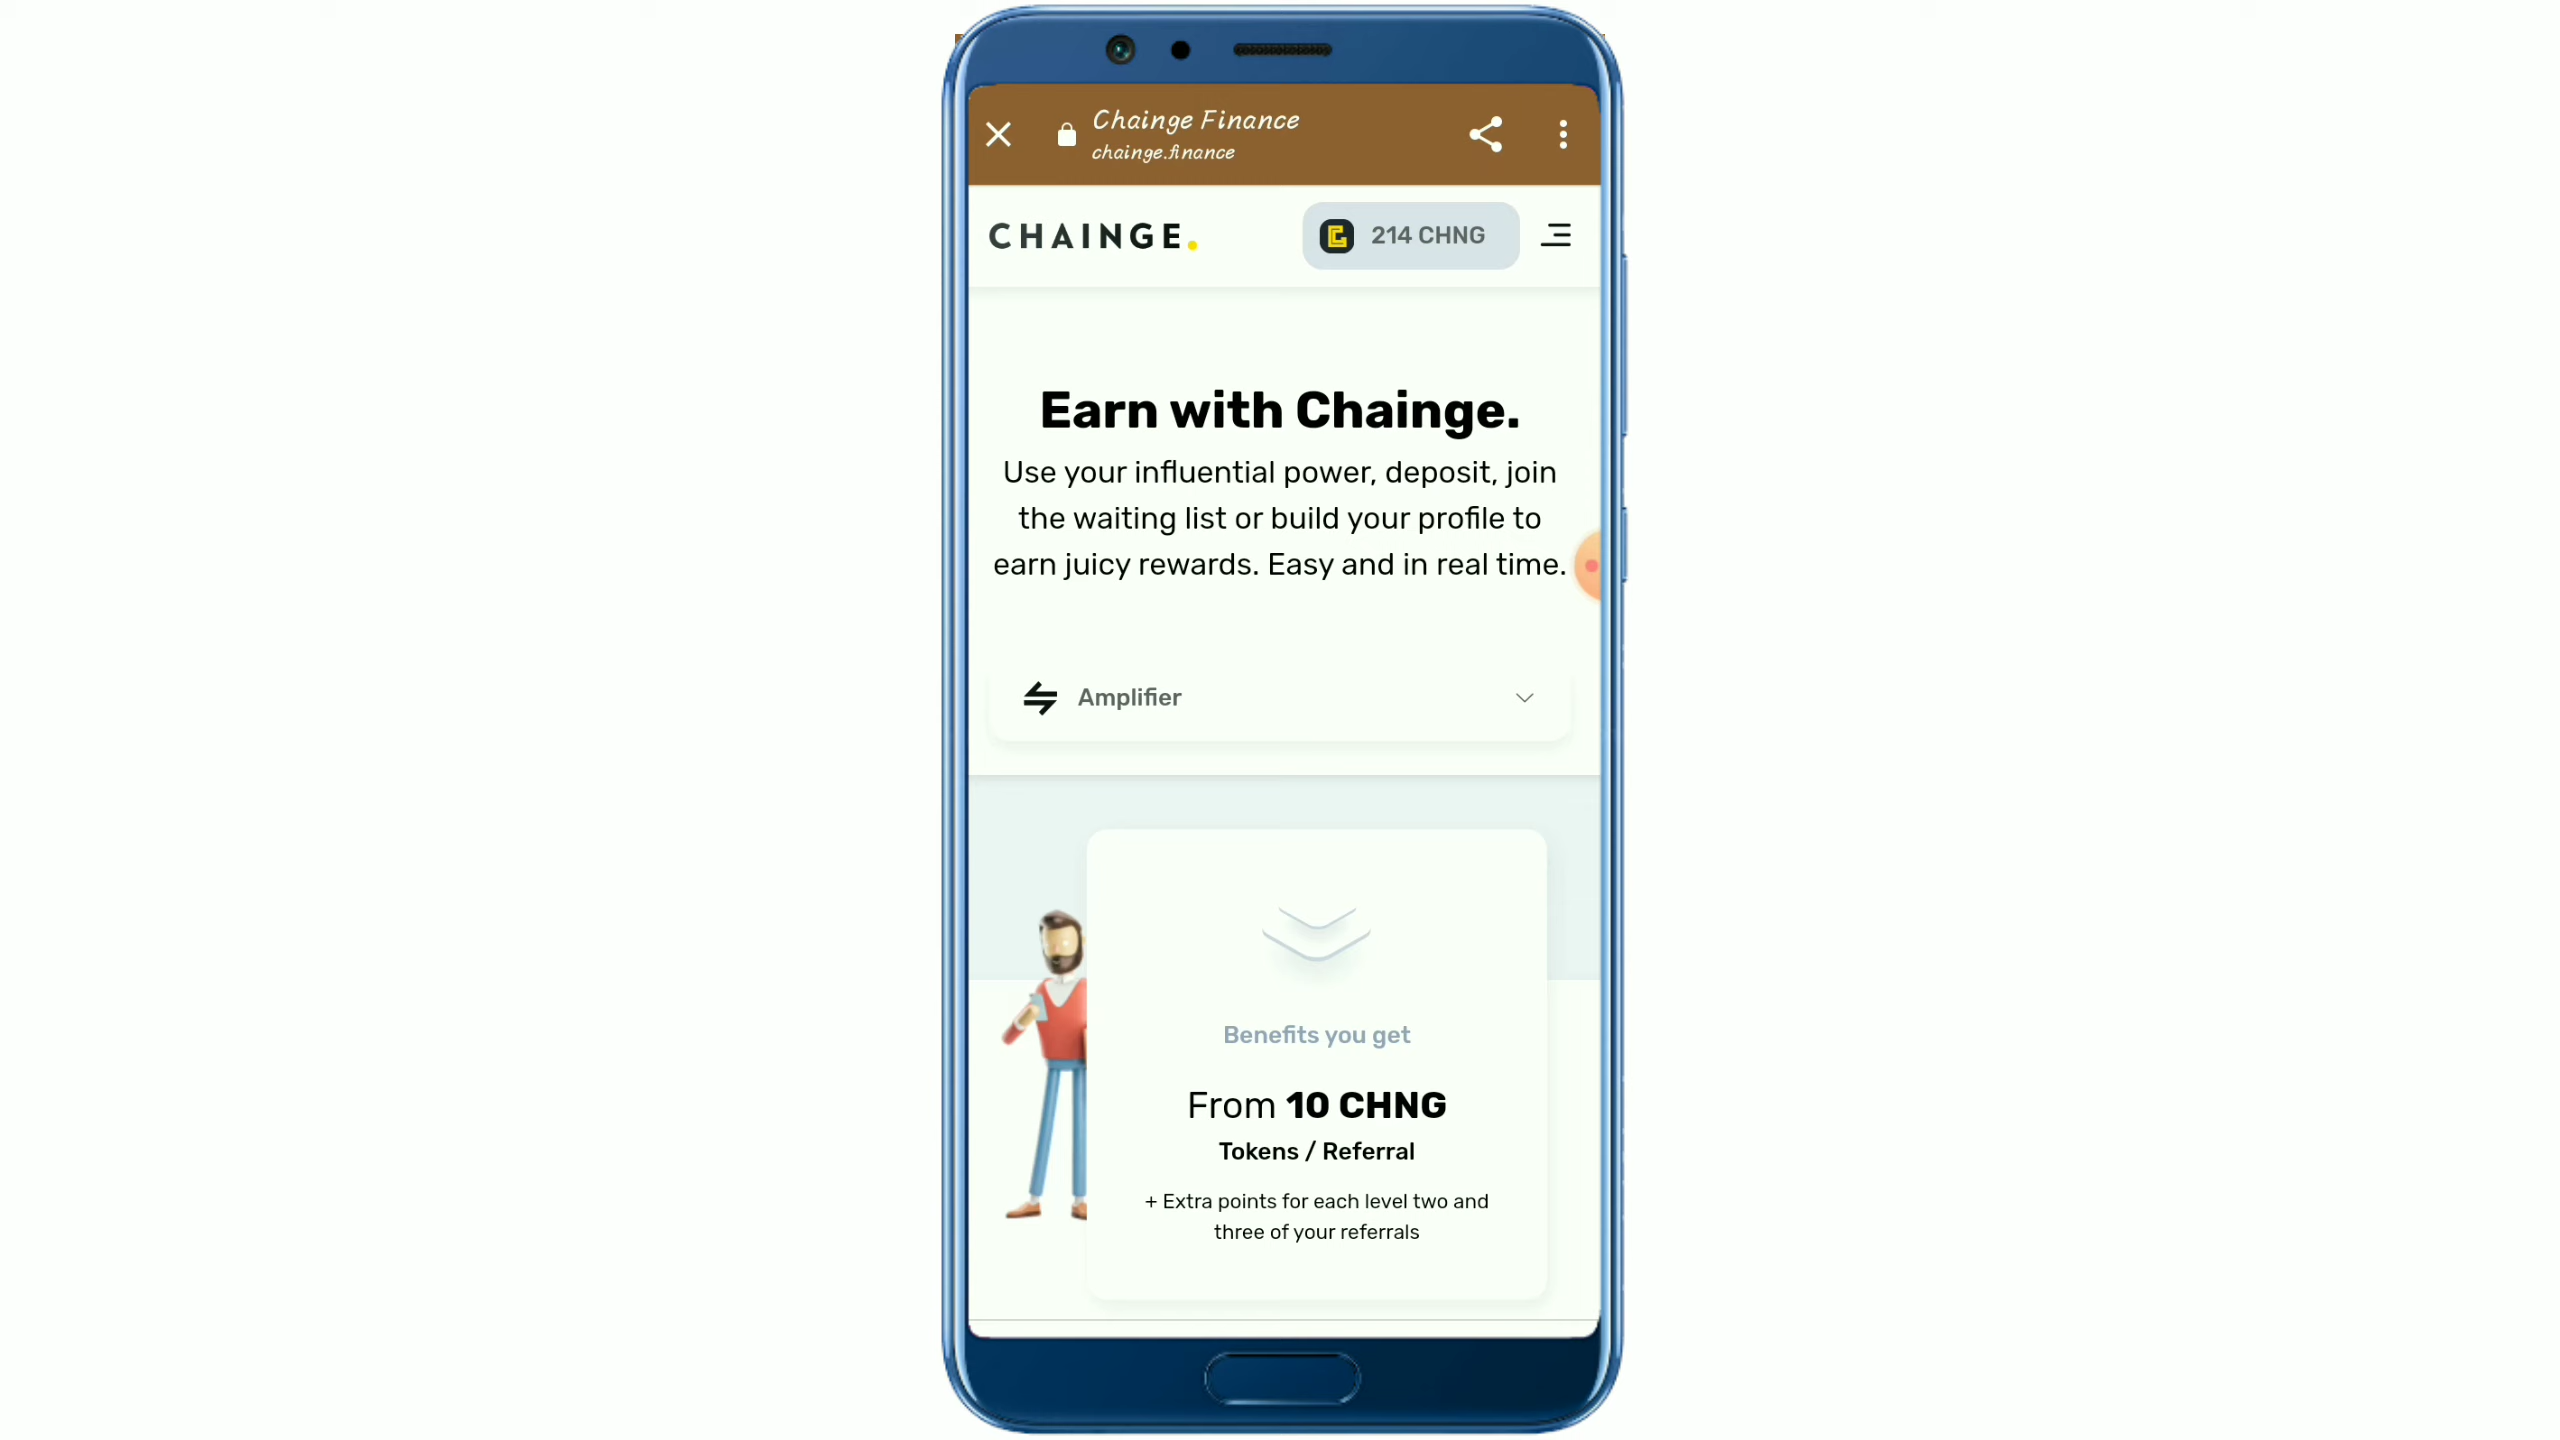 Chainge Finance
chainge.finance
CHAINGE.
214 CHNG
Earn with Chainge.
Use your influential power, deposit, join
the waiting list or build your profile to
earn juicy rewards. Easy and in real time.
Amplifier
Benefits you get
From 10 CHNG
Tokens / Referral
+ Extra points for each level two and
three of your referrals